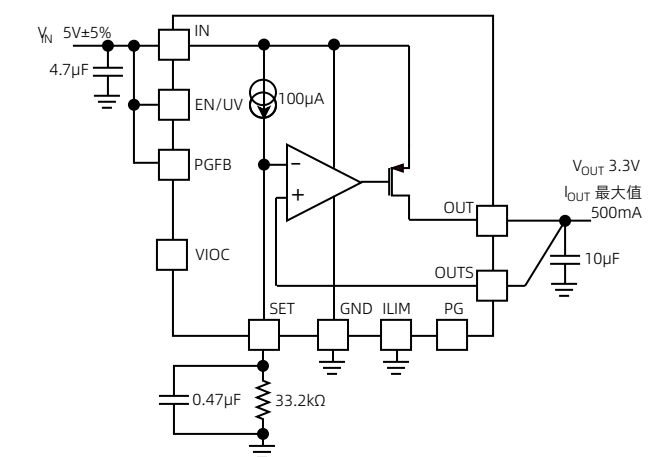 VIN 5V±5%
IN
4.7µF
EN/UV
100µA
PGFB
−
+
VOUT 3.3V
IOUT 最大值
500mA
OUT
VIOC
10µF
OUTS
SET
GND
ILIM
PG
0.47µF
33.2kΩ